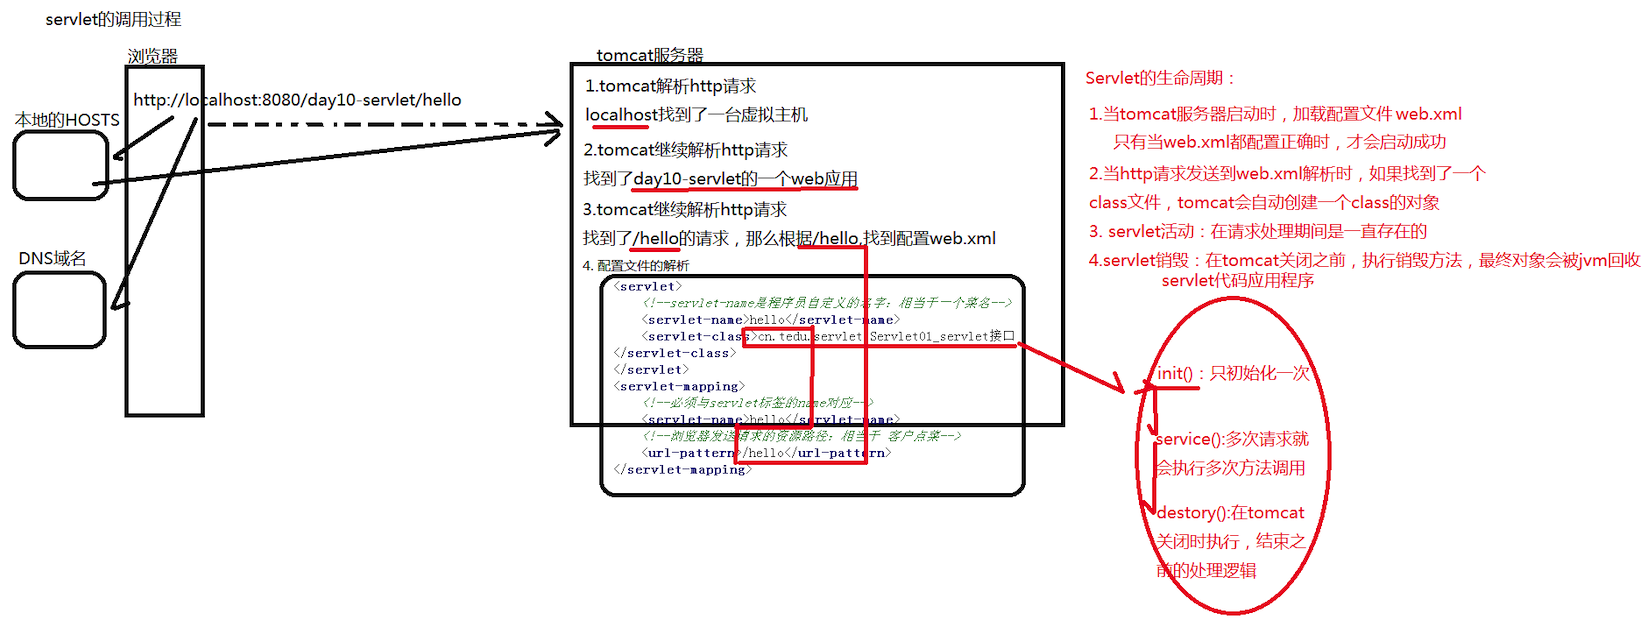 servlet的调用过程
浏览器
http://localhost:8080/day10-servlet/hello
本地的HOSTS
DNS域名
tomcat服务器
1.tomcat解析http请求
localhost找到了一台虚拟主机
2.tomcat继续解析http请求
找到了day10-servlet的一个web应用
3.tomcat继续解析http请求
找到了/hello的请求，那么根据/hello,找到配置web.xml
4. 配置文件的解析
<servlet>
<!--servlet-name是程序员自定义的名字：相当于一个菜名-->
<servlet-name>hello</servlet-name>
<servlet-class>cn.tedu.servlet.Servlet01_servlet接口
</servlet-class>
</servlet>
<servlet-mapping>
<!--必须与servlet标签的name对应-->
<servlet-name>hello</servlet-name>
<!--浏览器发送请求的资源路径：相当于 客户点菜-->
<url-pattern>/hello</url-pattern>
</servlet-mapping>
Servlet的生命周期：
1.当tomcat服务器启动时，加载配置文件 web.xml
只有当web.xml都配置正确时，才会启动成功
2.当http请求发送到web.xml解析时，如果找到了一个
class文件，tomcat会自动创建一个class的对象
3. servlet活动：在请求处理期间是一直存在的
4.servlet销毁：在tomcat关闭之前，执行销毁方法，最终对象会被jvm回收
servlet代码应用程序
init()：只初始化一次
service():多次请求就
会执行多次方法调用
destory():在tomcat
关闭时执行，结束之
前的处理逻辑